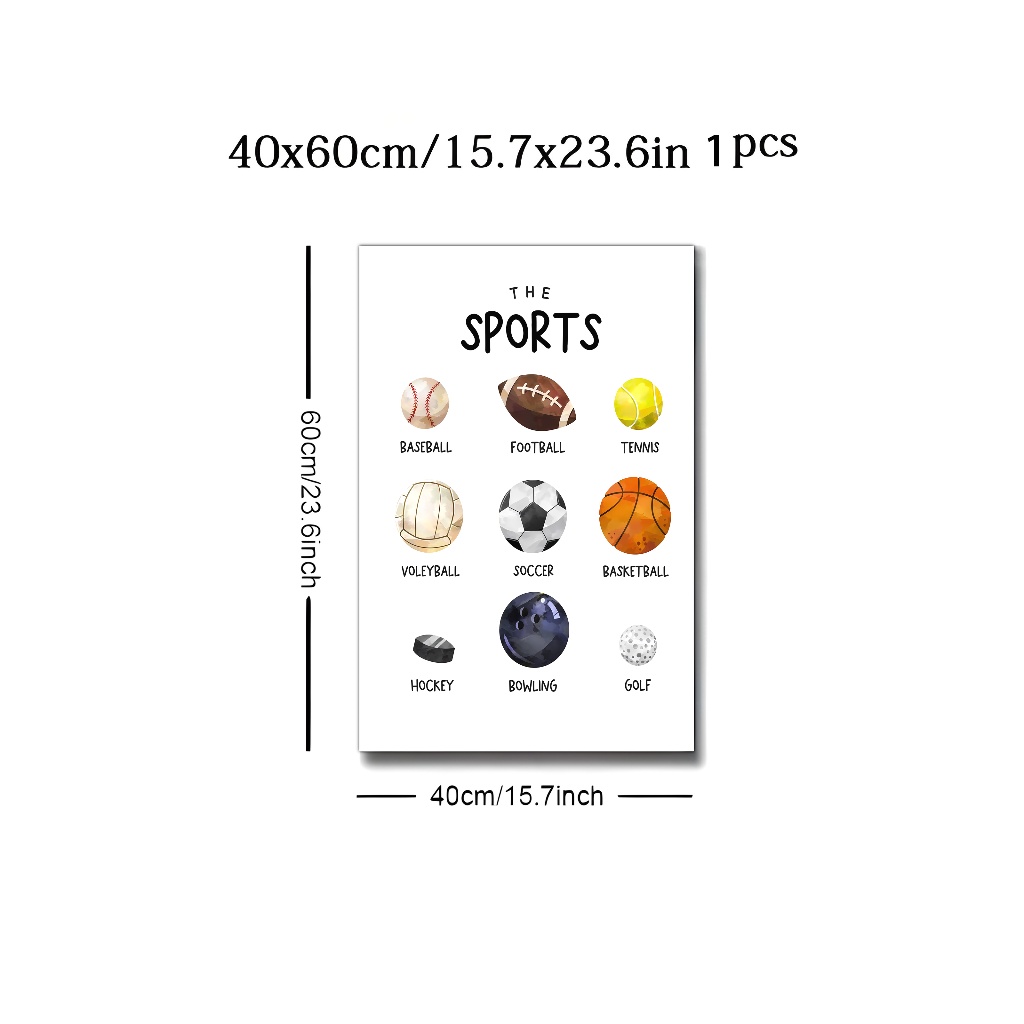 40x60cm/15.7x23.6in 1pcs
60cm/23.6inch
THE
SPORTS
BASEBALL FOOTBALL TENNIS
VOLEYBALL SOCCER BASKETBALL
HOCKEY BOWLING GOLF
40cm/15.7inch